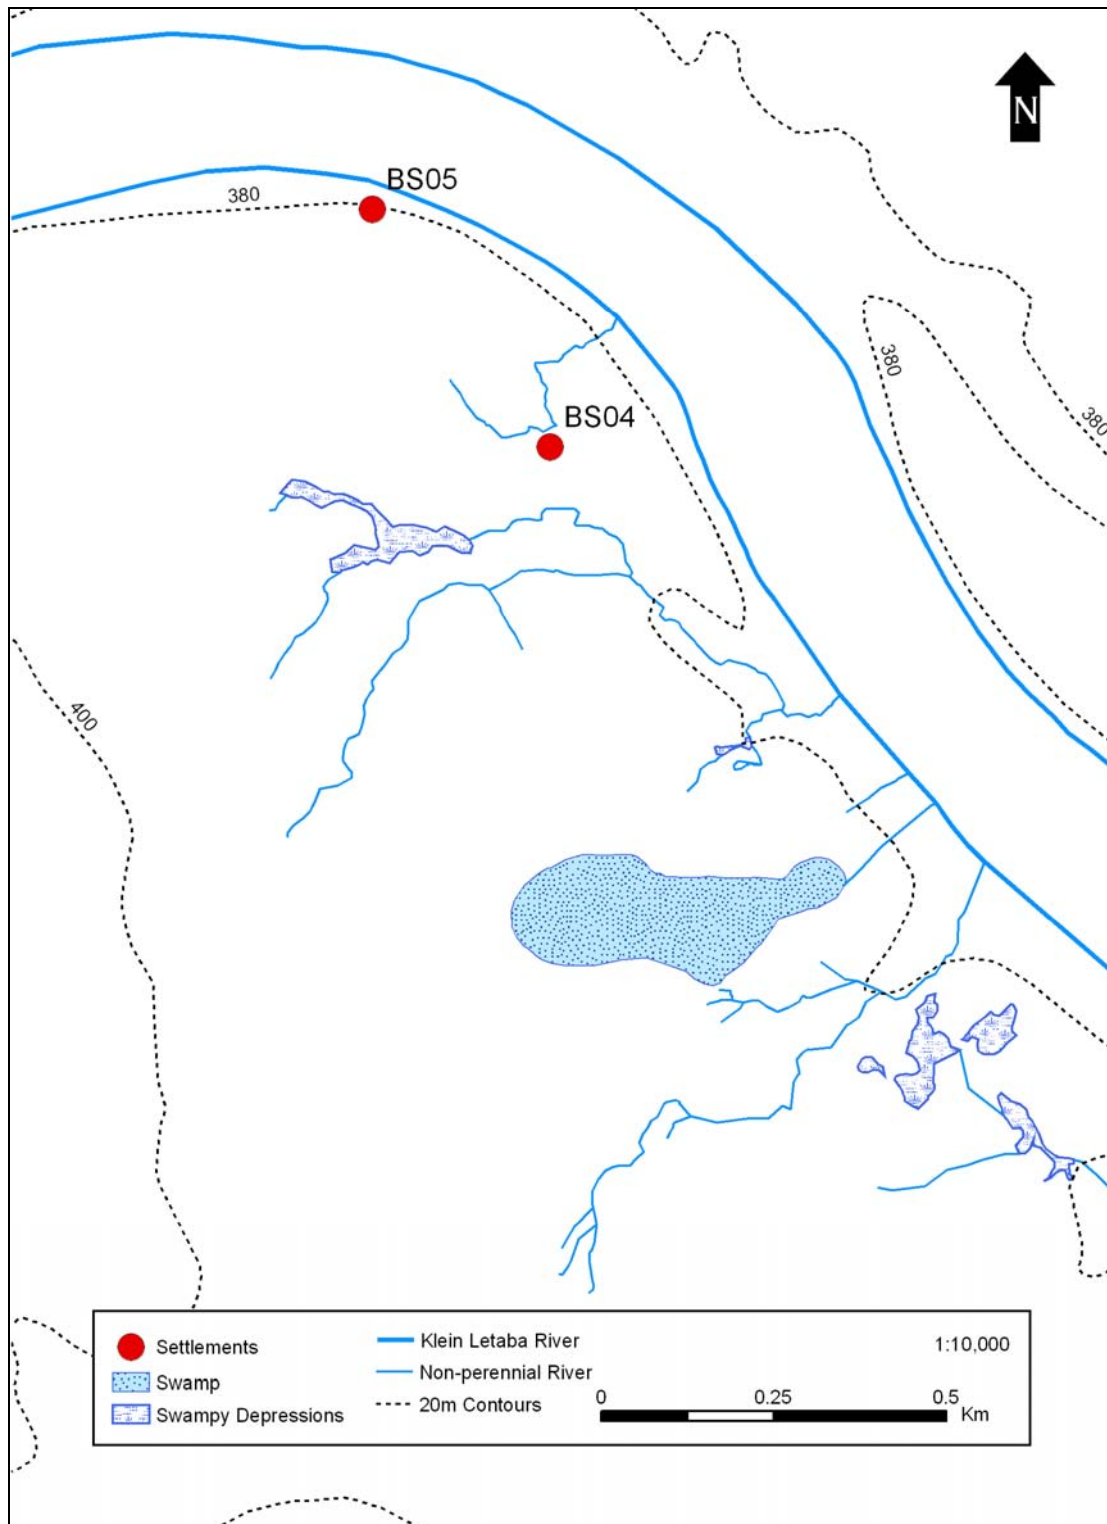 N
BS05
380
380
380
BS04
400
Settlements
Swamp
Swampy Depressions
Klein Letaba River
Non-perennial River
20m Contours
1:10,000
0 0.25 0.5
Km